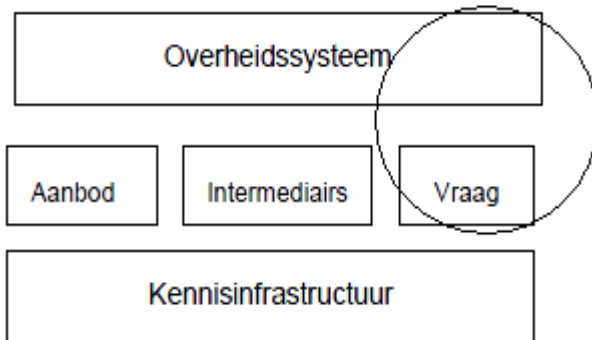 Overheidssysteem
Aanbod
Intermediairs
Vraag
Kennisinfrastructuur